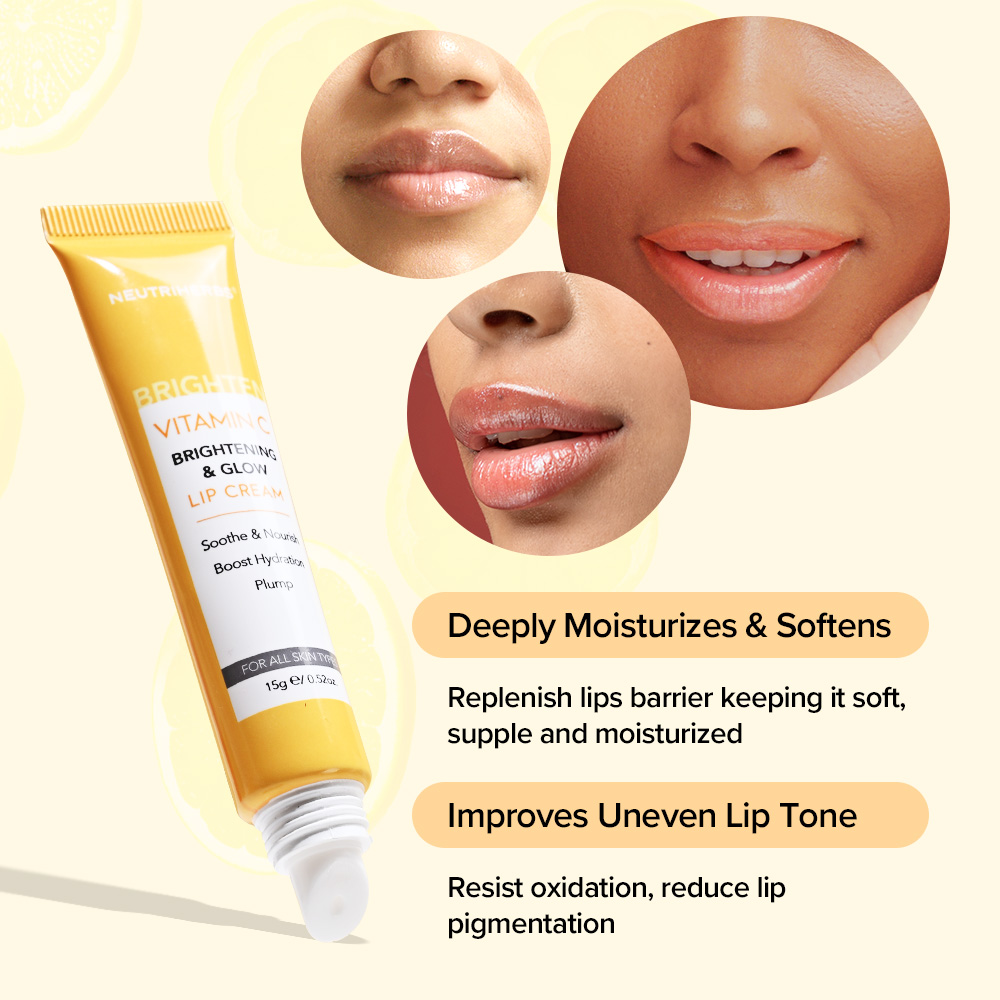 NEUTRIHERBS
BRIGHTEN
VITAMIN C
BRIGHTENING
& GLOW
LIP CREAM
Soothe & Nourish
Boost Hydration
Plump
FOR ALL SKIN TYPES
15g e/ 0.52oz.
Deeply Moisturizes & Softens
Replenish lips barrier keeping it soft,
supple and moisturized
Improves Uneven Lip Tone
Resist oxidation, reduce lip
pigmentation